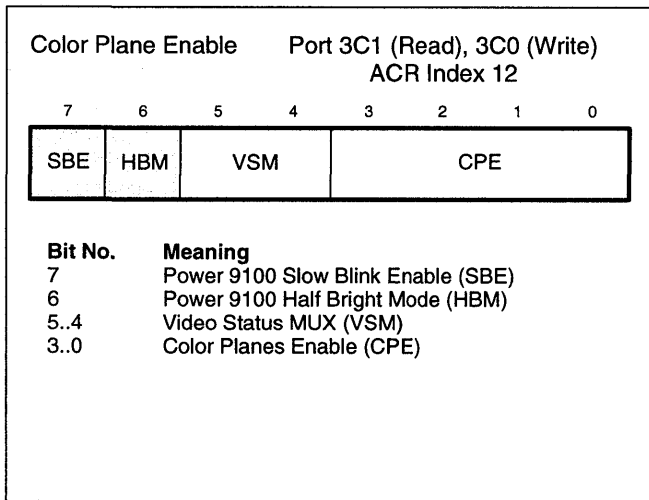 Color Plane Enable Port 3C1 (Read), 3C0 (Write)
ACR Index 12
7 6 5 4 3 2 1 0
SBE HBM VSM CPE
Bit No. Meaning
7 Power 9100 Slow Blink Enable (SBE)
6 Power 9100 Half Bright Mode (HBM)
5..4 Video Status MUX (VSM)
3..0 Color Planes Enable (CPE)